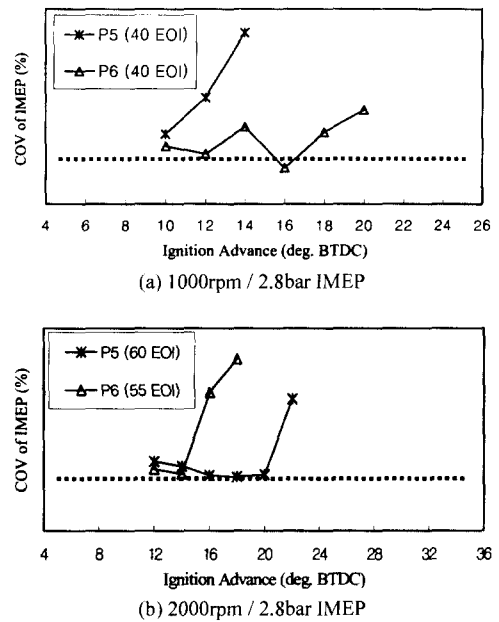 COV of IMEP (%)
P5 (40 EOI)
P6 (40 EOI)
4 6 8 10 12 14 16 18 20 22 24 26
Ignition Advance (deg. BTDC)
(a) 1000rpm / 2.8bar IMEP
COV of IMEP (%)
P5 (60 EOI)
P6 (55 EOI)
4 8 12 16 20 24 28 32 36
Ignition Advance (deg. BTDC)
(b) 2000rpm / 2.8bar IMEP